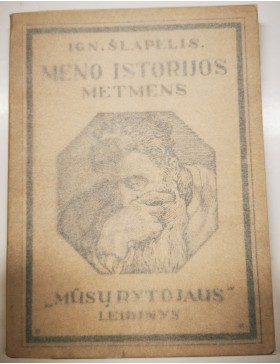 IGN. ŠLAPELIS.
MENO ISTORIJOS
METMENS
„MŪSŲ RYTOJAUS“
LEIDINYS